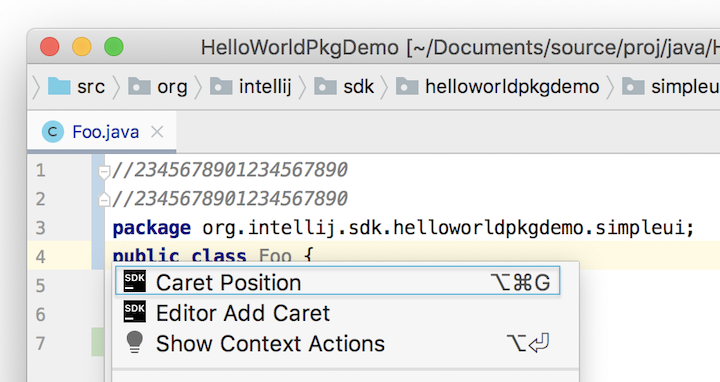 HelloWorldPkgDemo [~/Documents/source/proj/java/H
src org intellij sdk helloworldpkgdemo simpleui
C Foo.java
1 //2345678901234567890
2 //2345678901234567890
3 package org.intellij.sdk.helloworldpkgdemo.simpleui;
4 public class Foo {
5
SDK Caret Position ⌥⌘G
6
SDK Editor Add Caret
7
Show Context Actions ⌥⏎